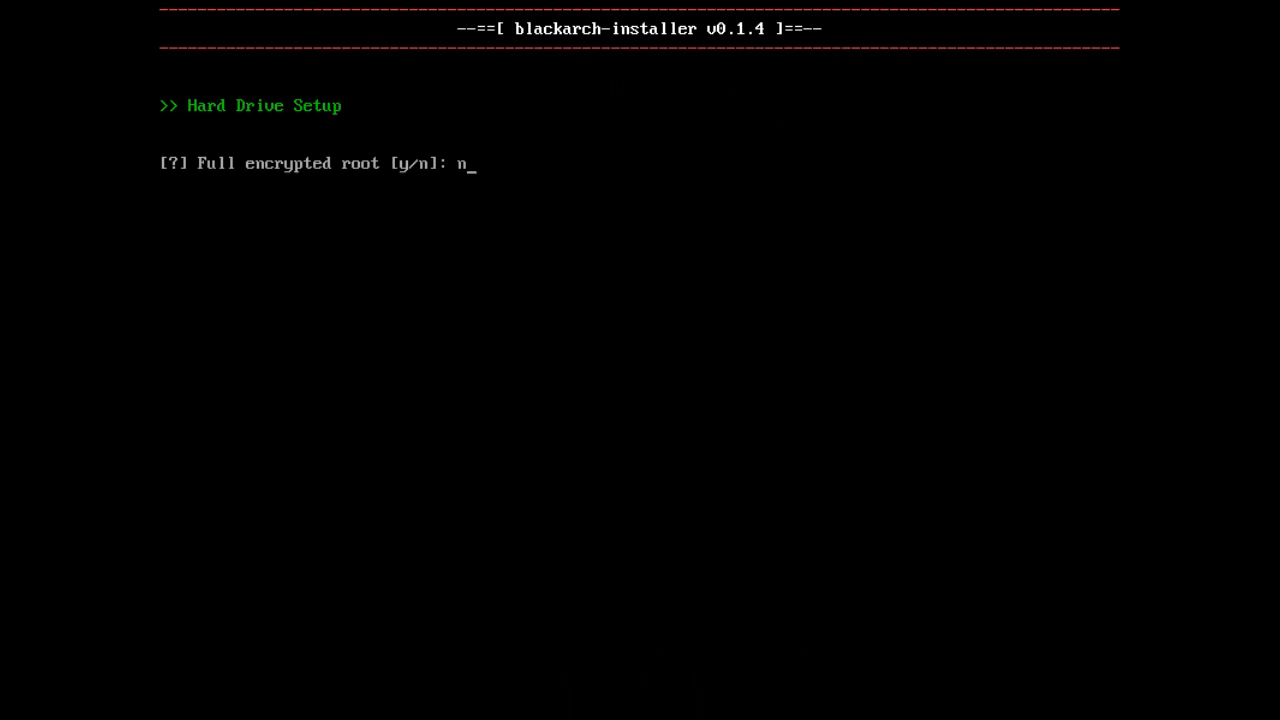 --==[ blackarch-installer v0.1.4 ]==--
>> Hard Drive Setup
[?] Full encrypted root [y/n]: n_